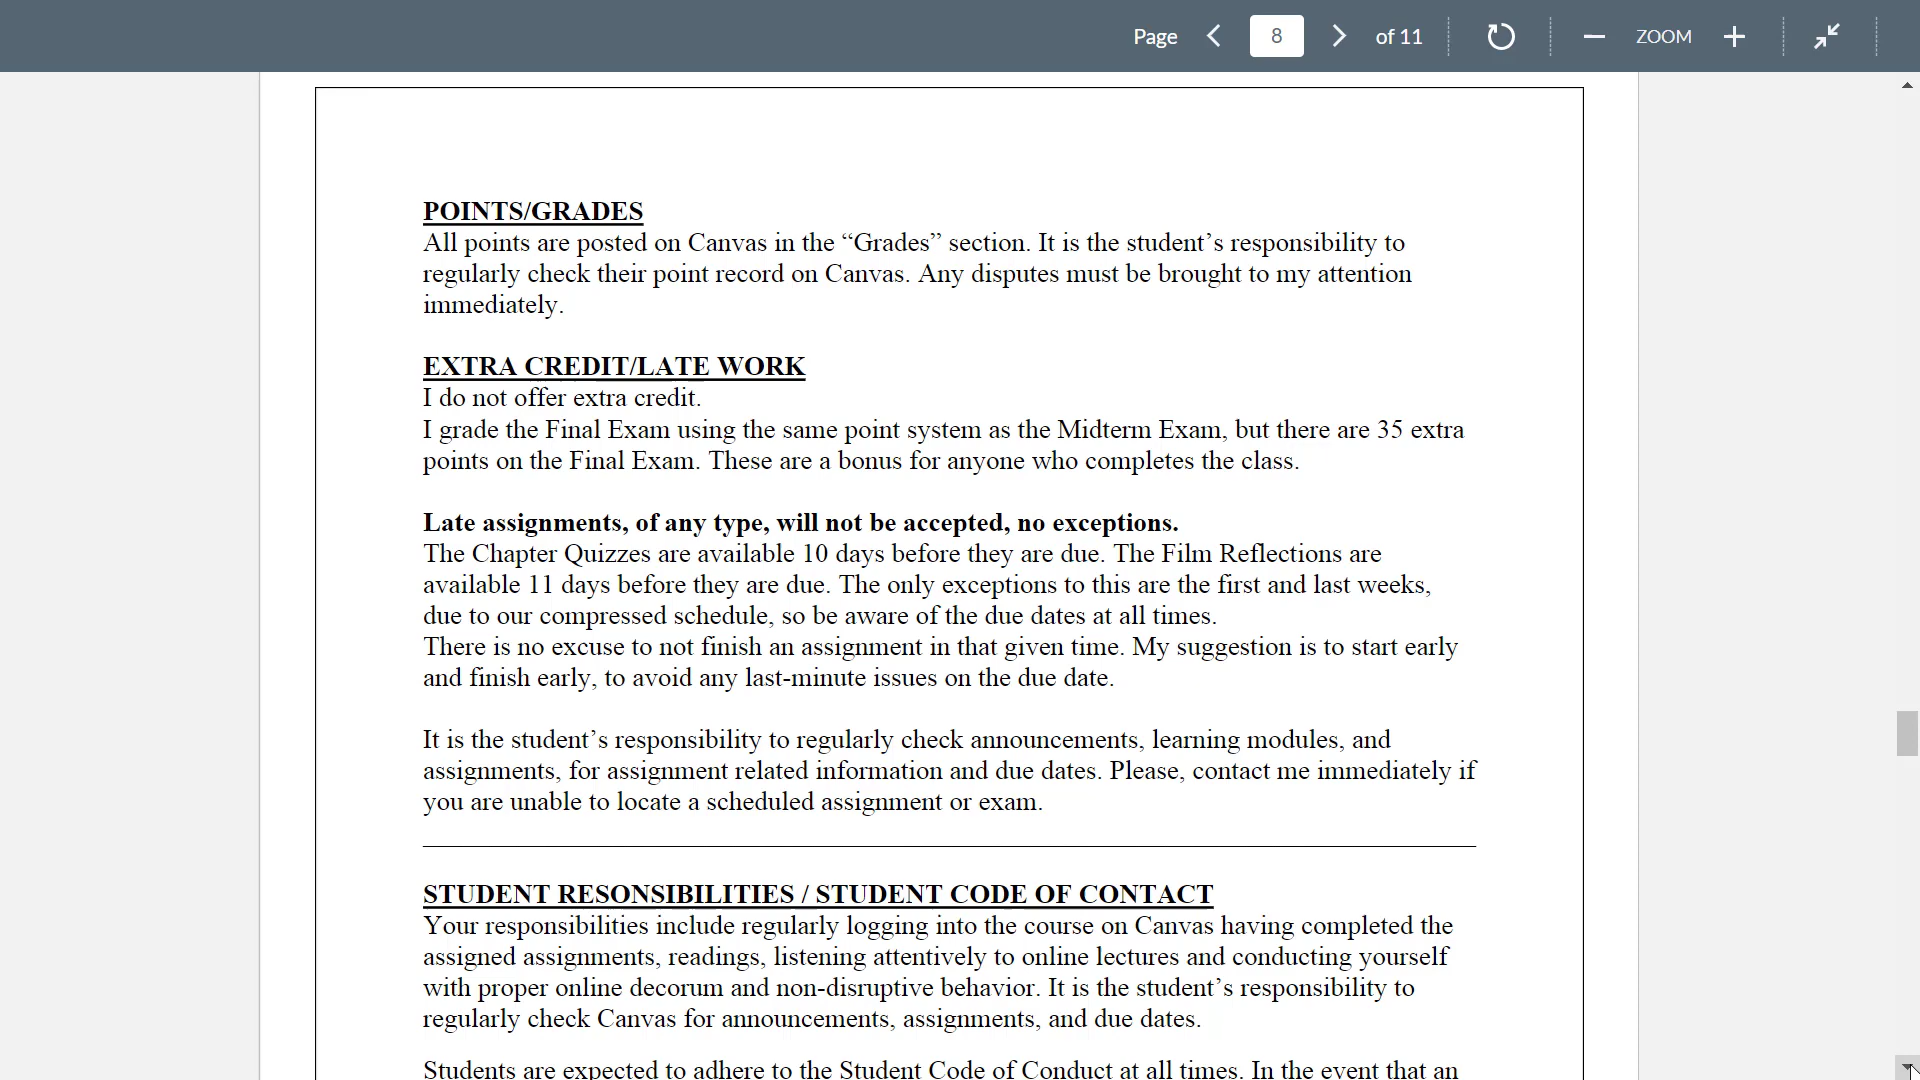 Page 8 of 11 ZOOM
POINTS/GRADES
All points are posted on Canvas in the “Grades” section. It is the student’s responsibility to
regularly check their point record on Canvas. Any disputes must be brought to my attention
immediately.
EXTRA CREDIT/LATE WORK
I do not offer extra credit.
I grade the Final Exam using the same point system as the Midterm Exam, but there are 35 extra
points on the Final Exam. These are a bonus for anyone who completes the class.
Late assignments, of any type, will not be accepted, no exceptions.
The Chapter Quizzes are available 10 days before they are due. The Film Reflections are
available 11 days before they are due. The only exceptions to this are the first and last weeks,
due to our compressed schedule, so be aware of the due dates at all times.
There is no excuse to not finish an assignment in that given time. My suggestion is to start early
and finish early, to avoid any last-minute issues on the due date.
It is the student’s responsibility to regularly check announcements, learning modules, and
assignments, for assignment related information and due dates. Please, contact me immediately if
you are unable to locate a scheduled assignment or exam.
STUDENT RESONSIBILITIES / STUDENT CODE OF CONTACT
Your responsibilities include regularly logging into the course on Canvas having completed the
assigned assignments, readings, listening attentively to online lectures and conducting yourself
with proper online decorum and non-disruptive behavior. It is the student’s responsibility to
regularly check Canvas for announcements, assignments, and due dates.
Students are expected to adhere to the Student Code of Conduct at all times. In the event that an